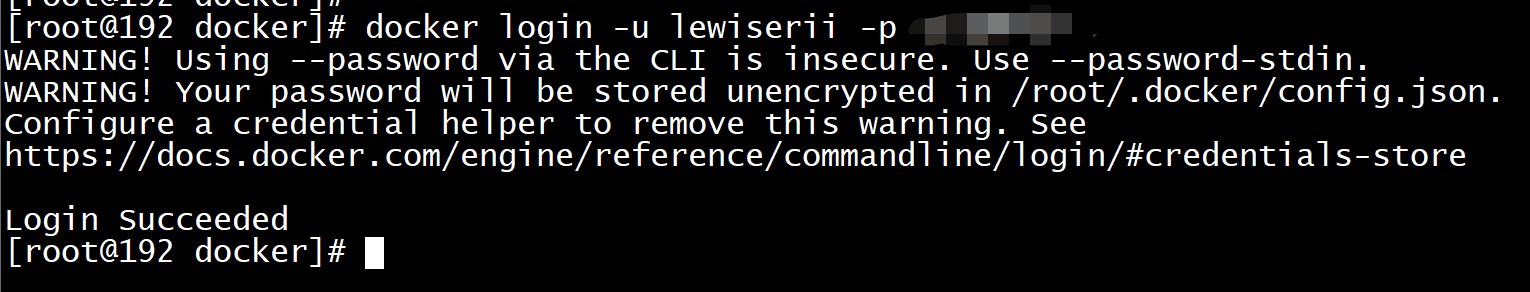 [root@192 docker]#
[root@192 docker]# docker login -u lewiserii -p
WARNING! Using --password via the CLI is insecure. Use --password-stdin.
WARNING! Your password will be stored unencrypted in /root/.docker/config.json.
Configure a credential helper to remove this warning. See
https://docs.docker.com/engine/reference/commandline/login/#credentials-store
Login Succeeded
[root@192 docker]#